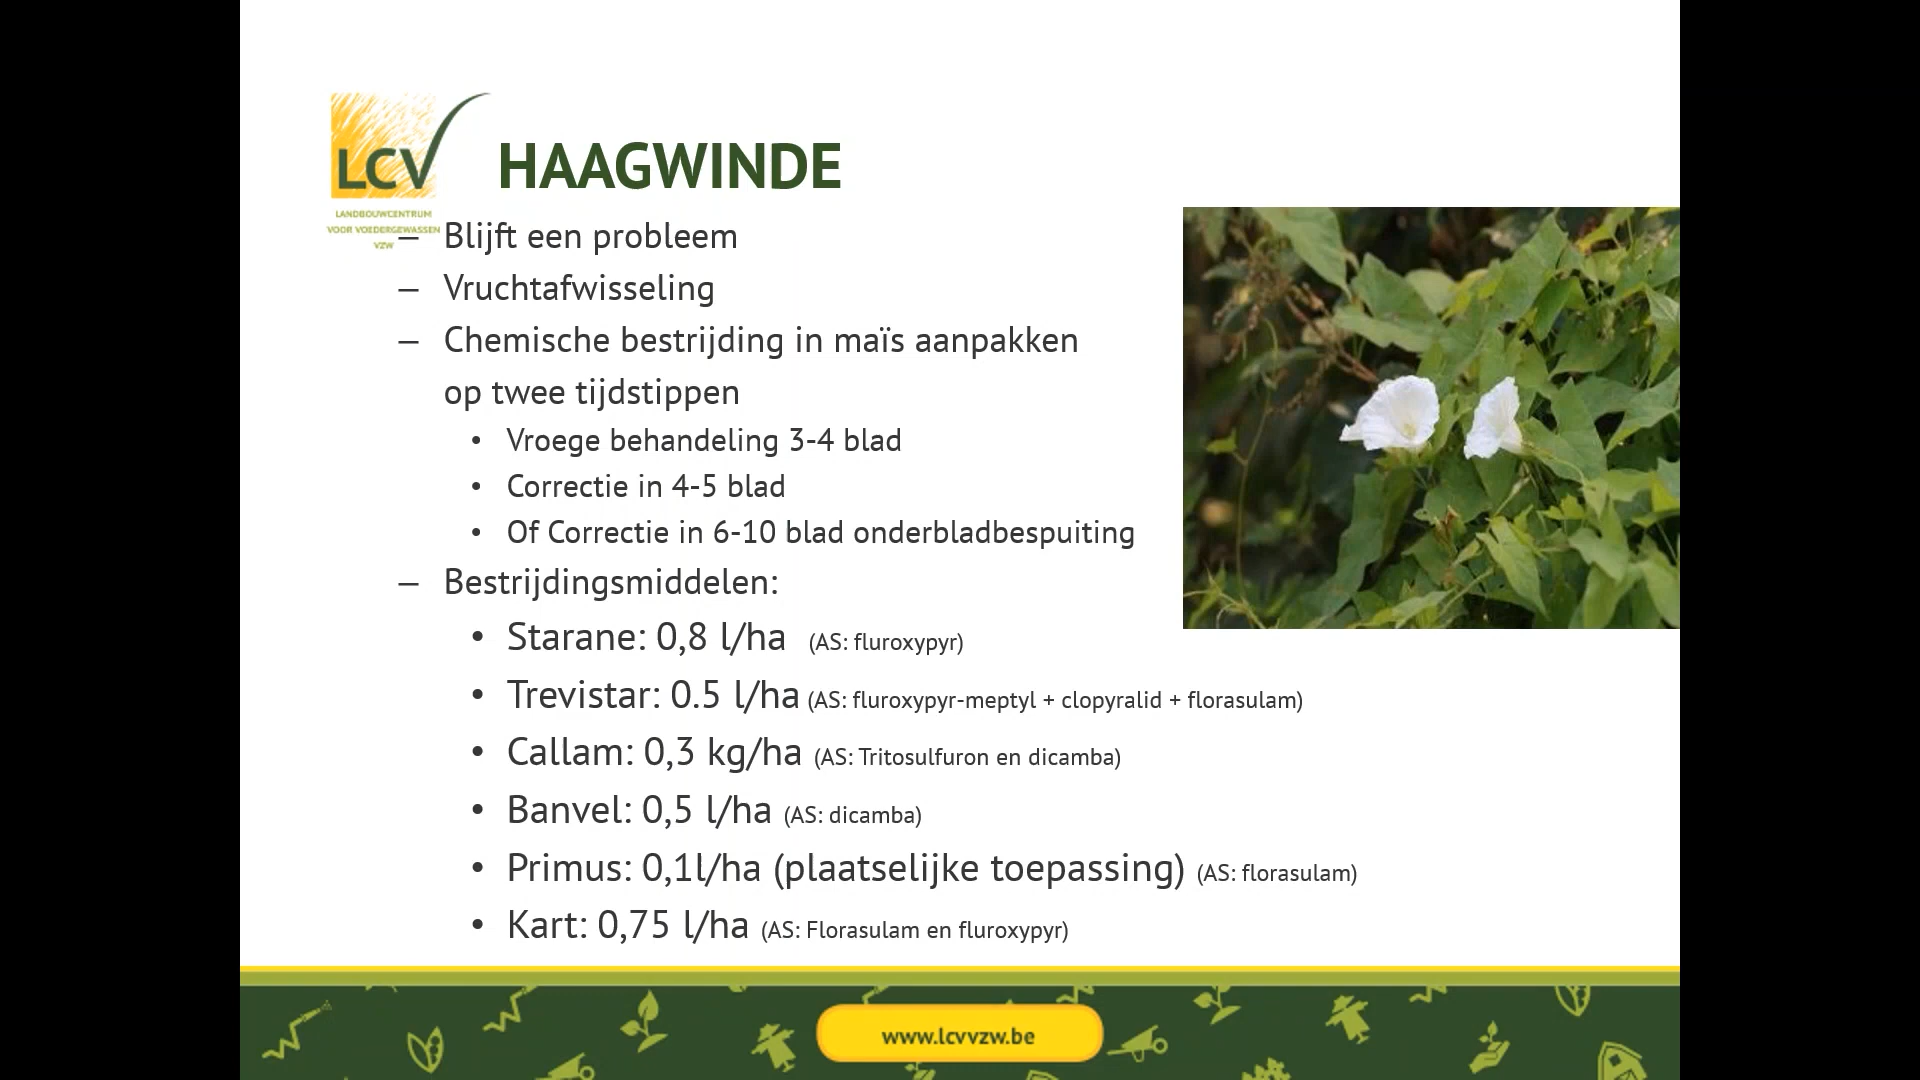 LCV
LANDBOUWCENTRUM
VOOR VOEDERGEWASSEN
VZW
HAAGWINDE
– Blijft een probleem
– Vruchtafwisseling
– Chemische bestrijding in maïs aanpakken
op twee tijdstippen
• Vroege behandeling 3-4 blad
• Correctie in 4-5 blad
• Of Correctie in 6-10 blad onderbladbespuiting
– Bestrijdingsmiddelen:
• Starane: 0,8 l/ha (AS: fluroxypyr)
• Trevistar: 0.5 l/ha (AS: fluroxypyr-meptyl + clopyralid + florasulam)
• Callam: 0,3 kg/ha (AS: Tritosulfuron en dicamba)
• Banvel: 0,5 l/ha (AS: dicamba)
• Primus: 0,1l/ha (plaatselijke toepassing) (AS: florasulam)
• Kart: 0,75 l/ha (AS: Florasulam en fluroxypyr)
www.lcvvzw.be